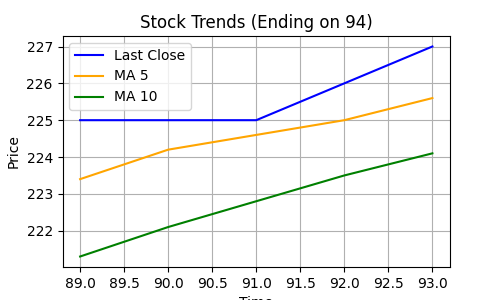 Stock Trends (Ending on 94)
Last Close
MA 5
MA 10
Price
227
226
225
224
223
222
89.0 89.5 90.0 90.5 91.0 91.5 92.0 92.5 93.0
Time